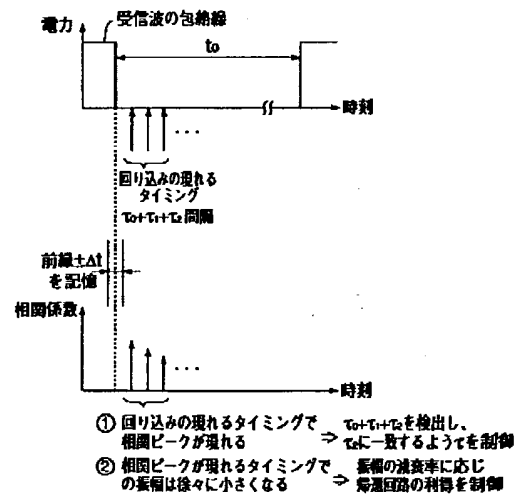 電力
受信波の包絡線
to
時刻
・・・
回り込みの現れる
タイミング
τ₀+τ₁+τ₂間隔
前縁±Δt
を記憶
相関係数
・・・
時刻
① 回り込みの現れるタイミングで
相関ピークが現れる
⇒ τ₀+τ₁+τ₂を検出し、
τ₂に一致するようτを制御
② 相関ピークが現れるタイミングで
の振幅は徐々に小さくなる
⇒ 振幅の減衰率に応じ
帰還回路の利得を制御